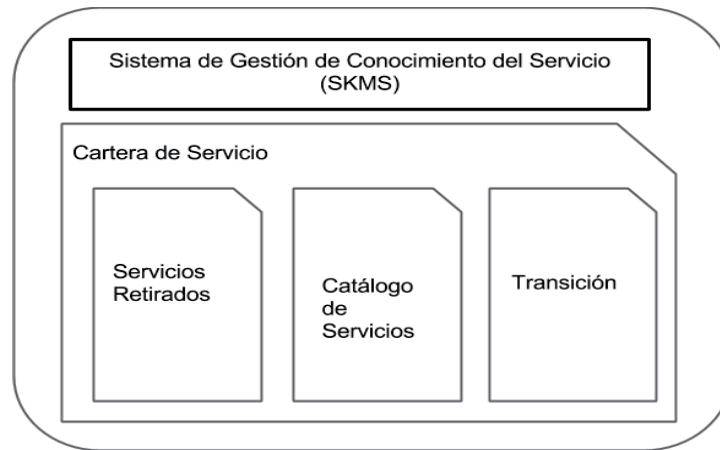 Sistema de Gestión de Conocimiento del Servicio
(SKMS)
Cartera de Servicio
Servicios
Retirados
Catálogo
de
Servicios
Transición